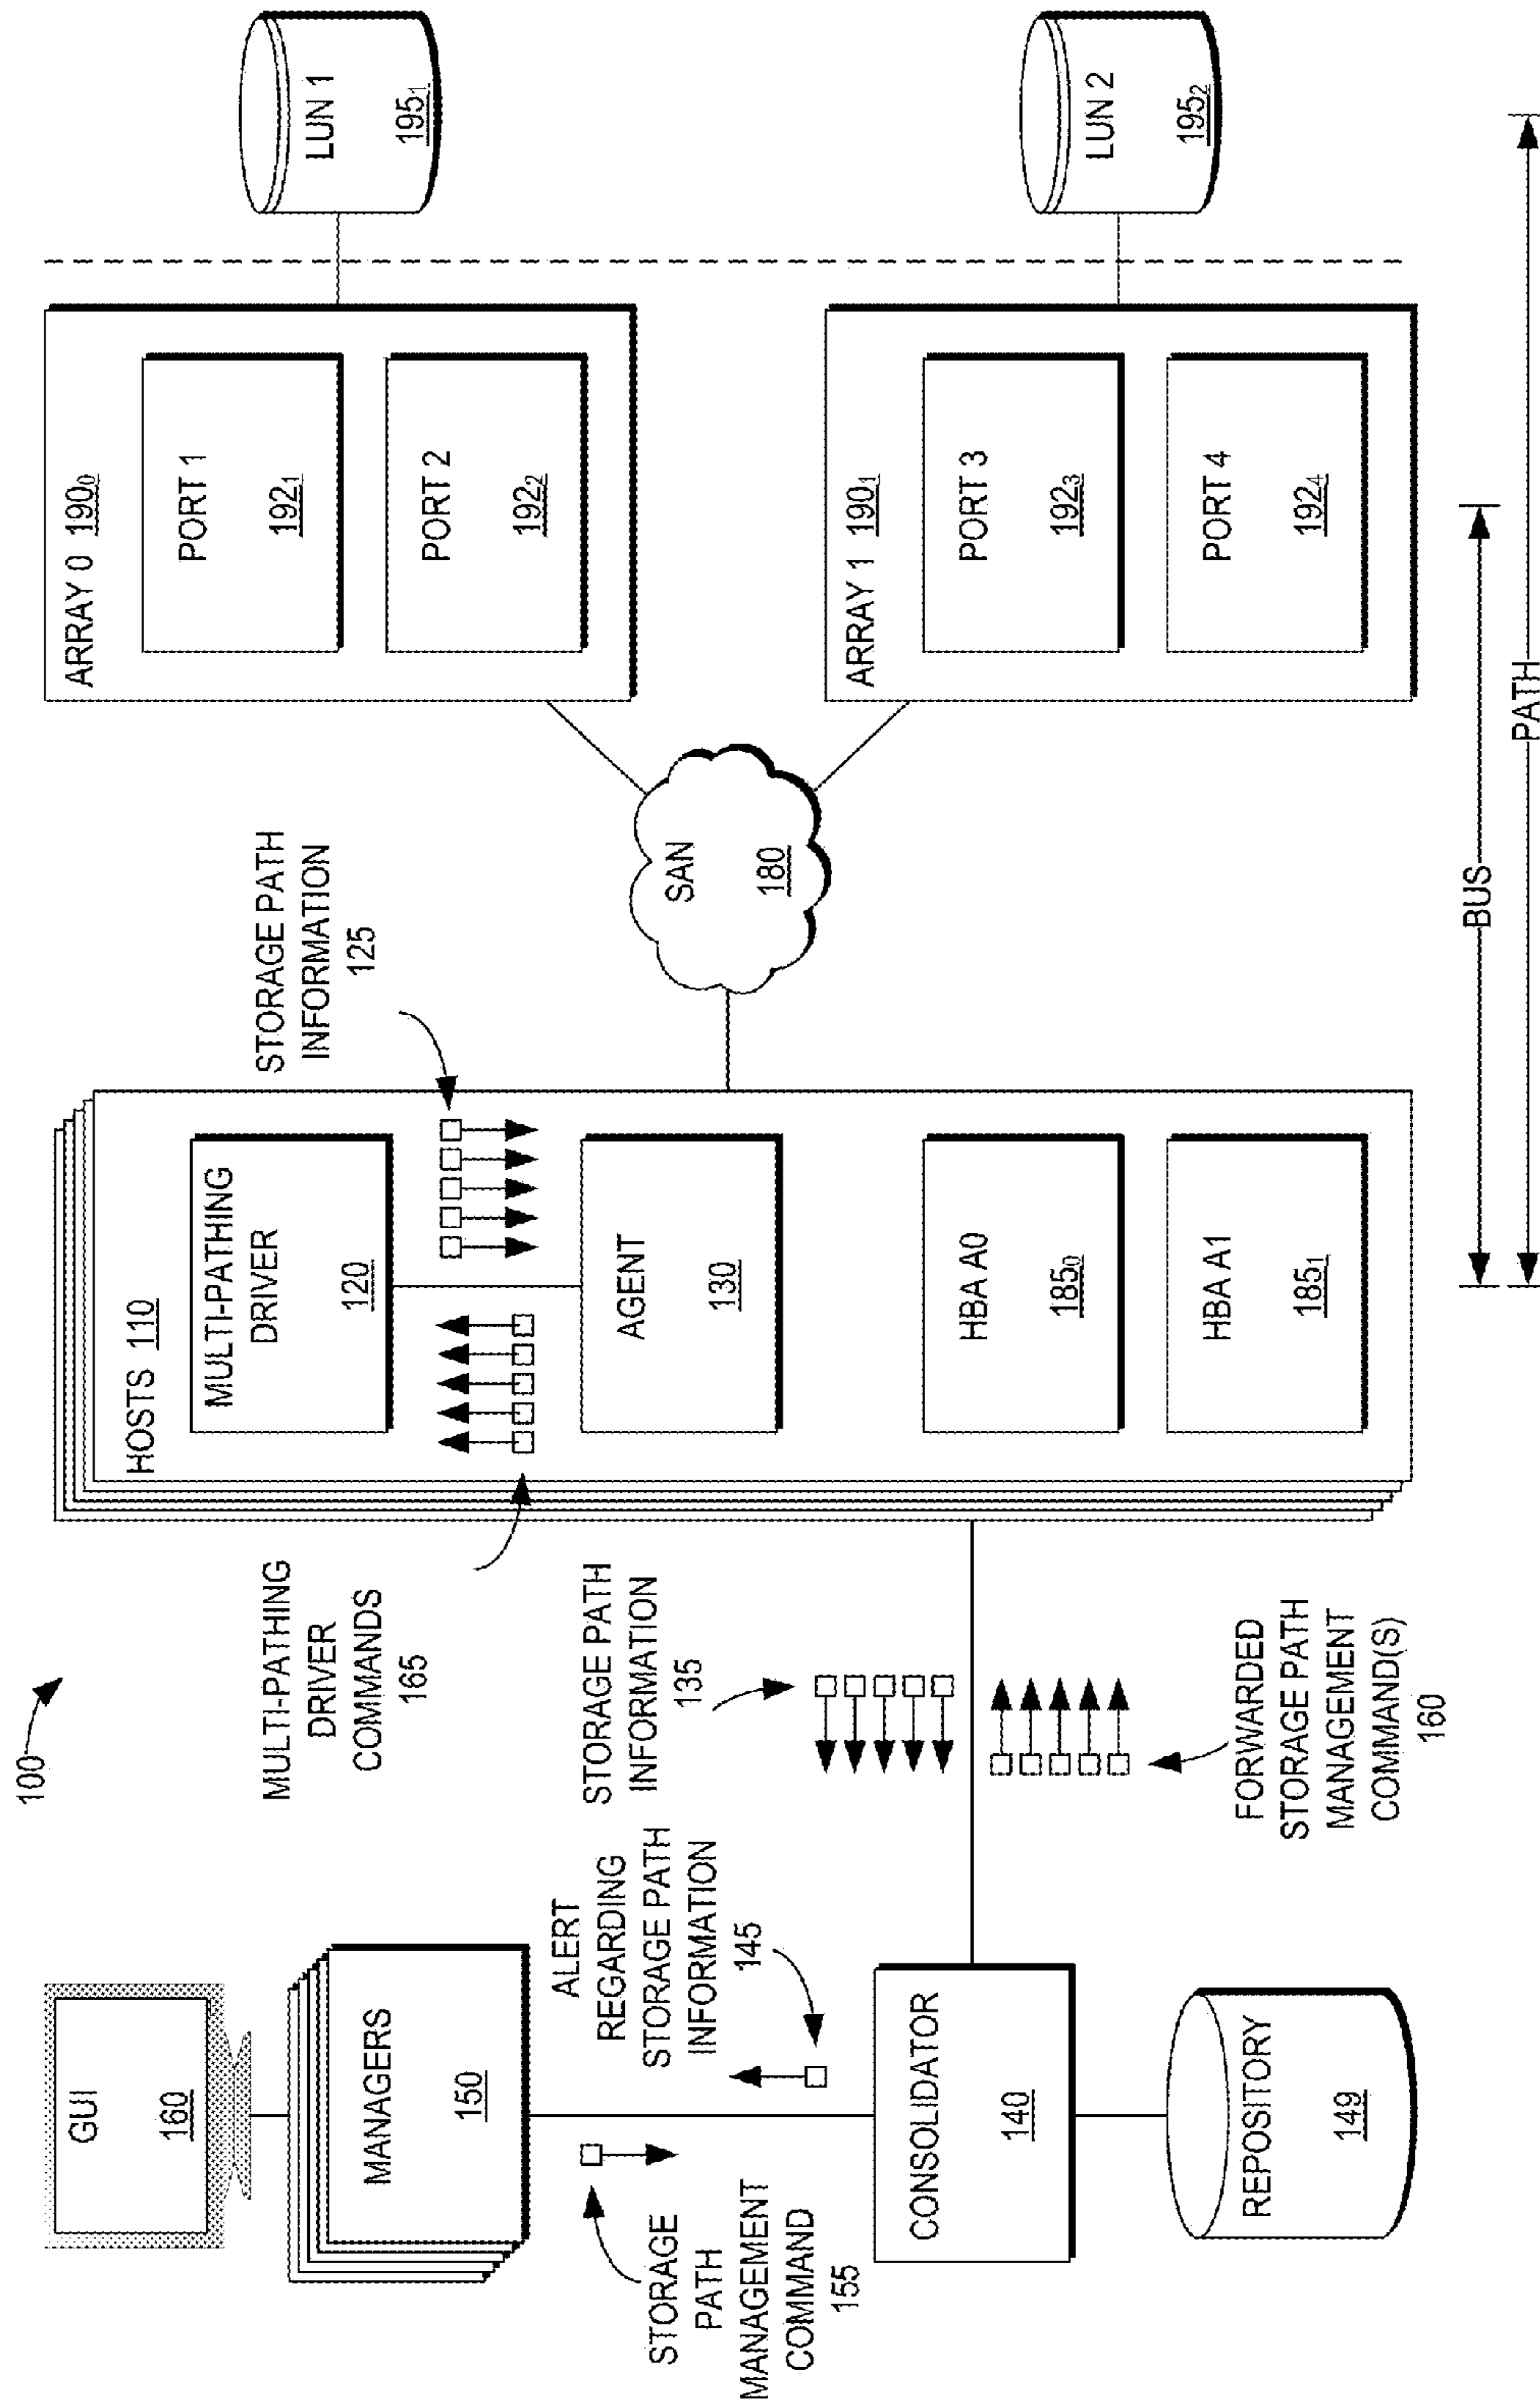 100
GUI
160
MANAGERS
150
STORAGE
PATH
MANAGEMENT
COMMAND
155
ALERT
REGARDING
STORAGE PATH
INFORMATION
145
CONSOLIDATOR
140
REPOSITORY
149
MULTI-PATHING
DRIVER
COMMANDS
165
STORAGE PATH
INFORMATION
135
FORWARDED
STORAGE PATH
MANAGEMENT
COMMAND(S)
160
HOSTS 110
MULTI-PATHING
DRIVER
120
AGENT
130
HBA A0
185₀
HBA A1
185₁
STORAGE PATH
INFORMATION
125
SAN
180
ARRAY 0 190₀
PORT 1
192₁
PORT 2
192₂
ARRAY 1 190₁
PORT 3
192₃
PORT 4
192₄
LUN 1
195₁
LUN 2
195₂
BUS
PATH